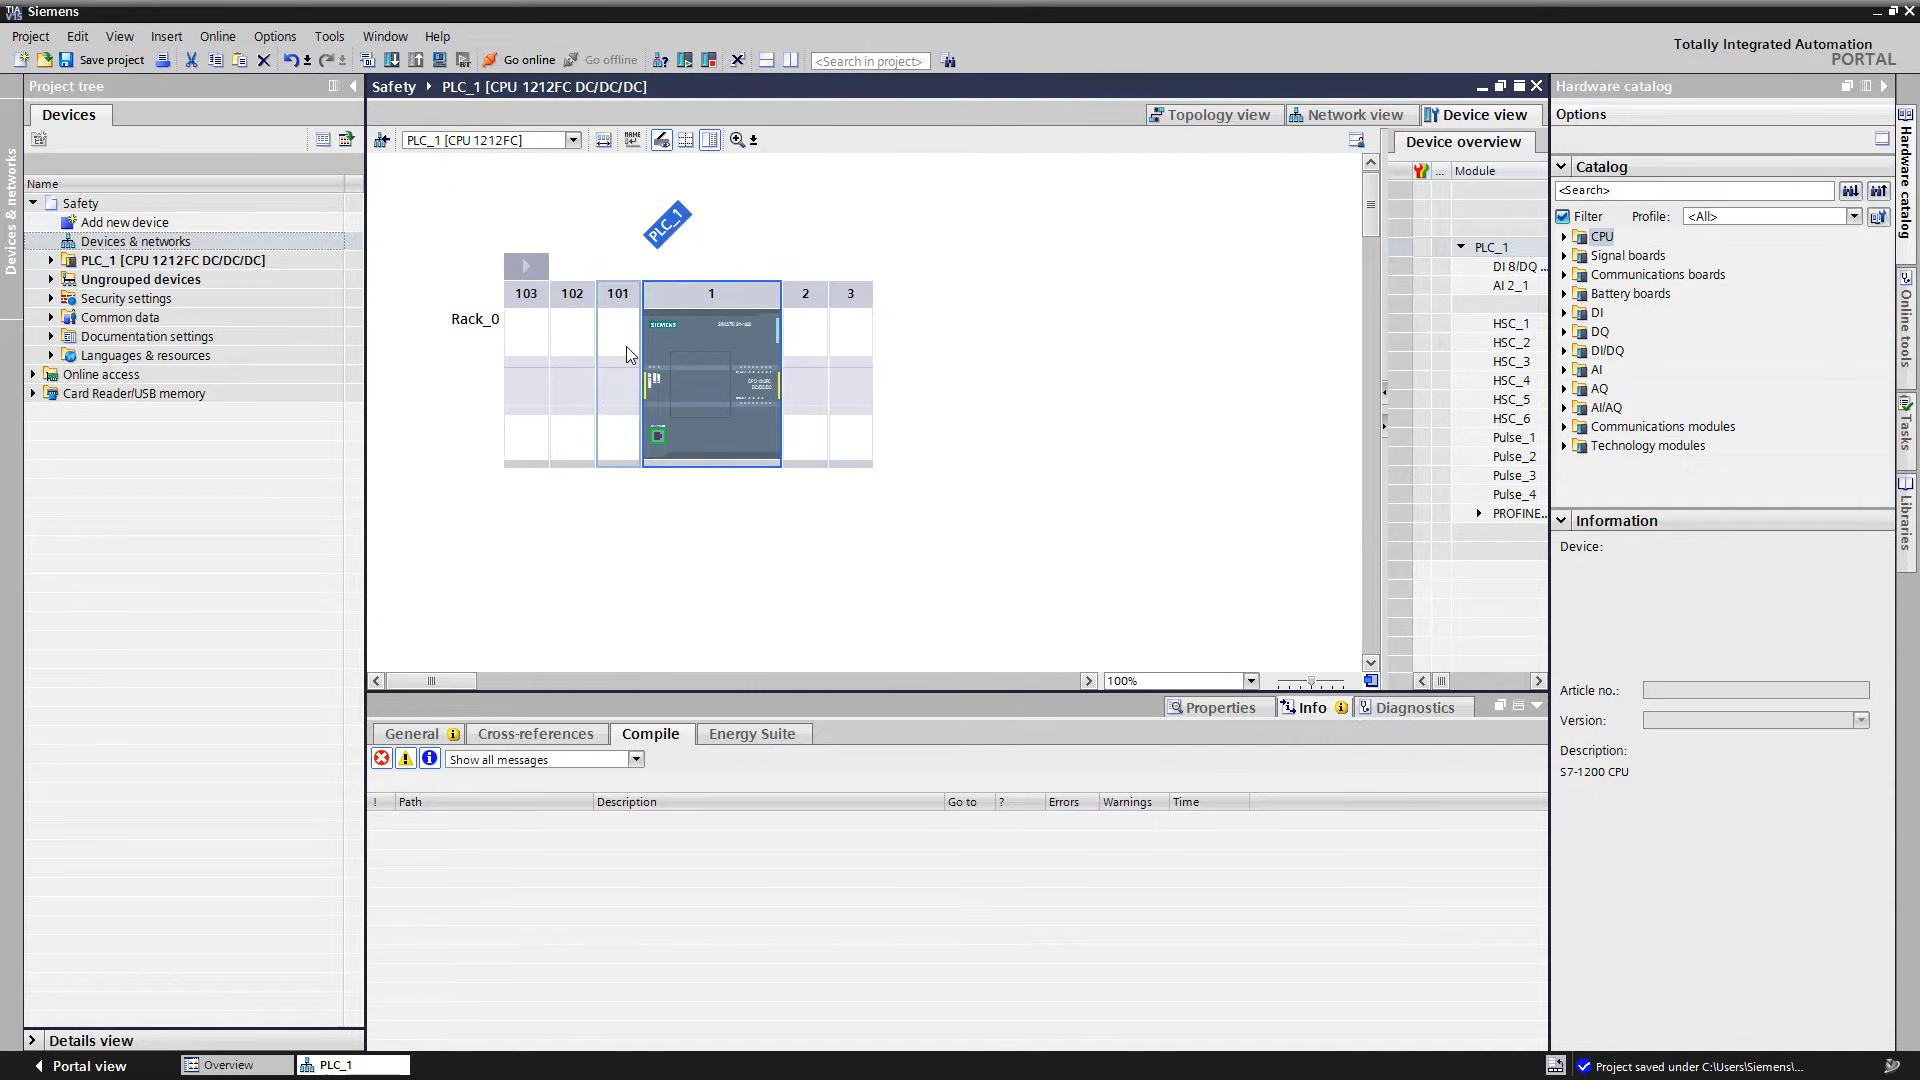 TIA
V15
Siemens
Project Edit View Insert Online Options Tools Window Help
Totally Integrated Automation
PORTAL
Save project
Go online
Go offline
<Search in project>
Project tree
Devices
Devices & networks
Name
Safety
Add new device
Devices & networks
PLC_1 [CPU 1212FC DC/DC/DC]
Ungrouped devices
Security settings
Common data
Documentation settings
Languages & resources
Online access
Card Reader/USB memory
Details view
Safety PLC_1 [CPU 1212FC DC/DC/DC]
Topology view
Network view
Device view
PLC_1 [CPU 1212FC]
NAME
PLC_1
103 102 101 1 2 3
Rack_0
SIEMENS
100%
Device overview
... Module
PLC_1
DI 8/DQ ...
AI 2_1
HSC_1
HSC_2
HSC_3
HSC_4
HSC_5
HSC_6
Pulse_1
Pulse_2
Pulse_3
Pulse_4
PROFINE...
Properties
Info
Diagnostics
General
Cross-references
Compile
Energy Suite
Show all messages
! Path Description Go to ? Errors Warnings Time
Hardware catalog
Options
Catalog
<Search>
Filter Profile: <All>
CPU
Signal boards
Communications boards
Battery boards
DI
DQ
DI/DQ
AI
AQ
AI/AQ
Communications modules
Technology modules
Information
Device:
Article no.:
Version:
Description:
S7-1200 CPU
Hardware catalog
Online tools
Tasks
Libraries
Portal view
Overview
PLC_1
Project saved under C:\Users\Siemens\...